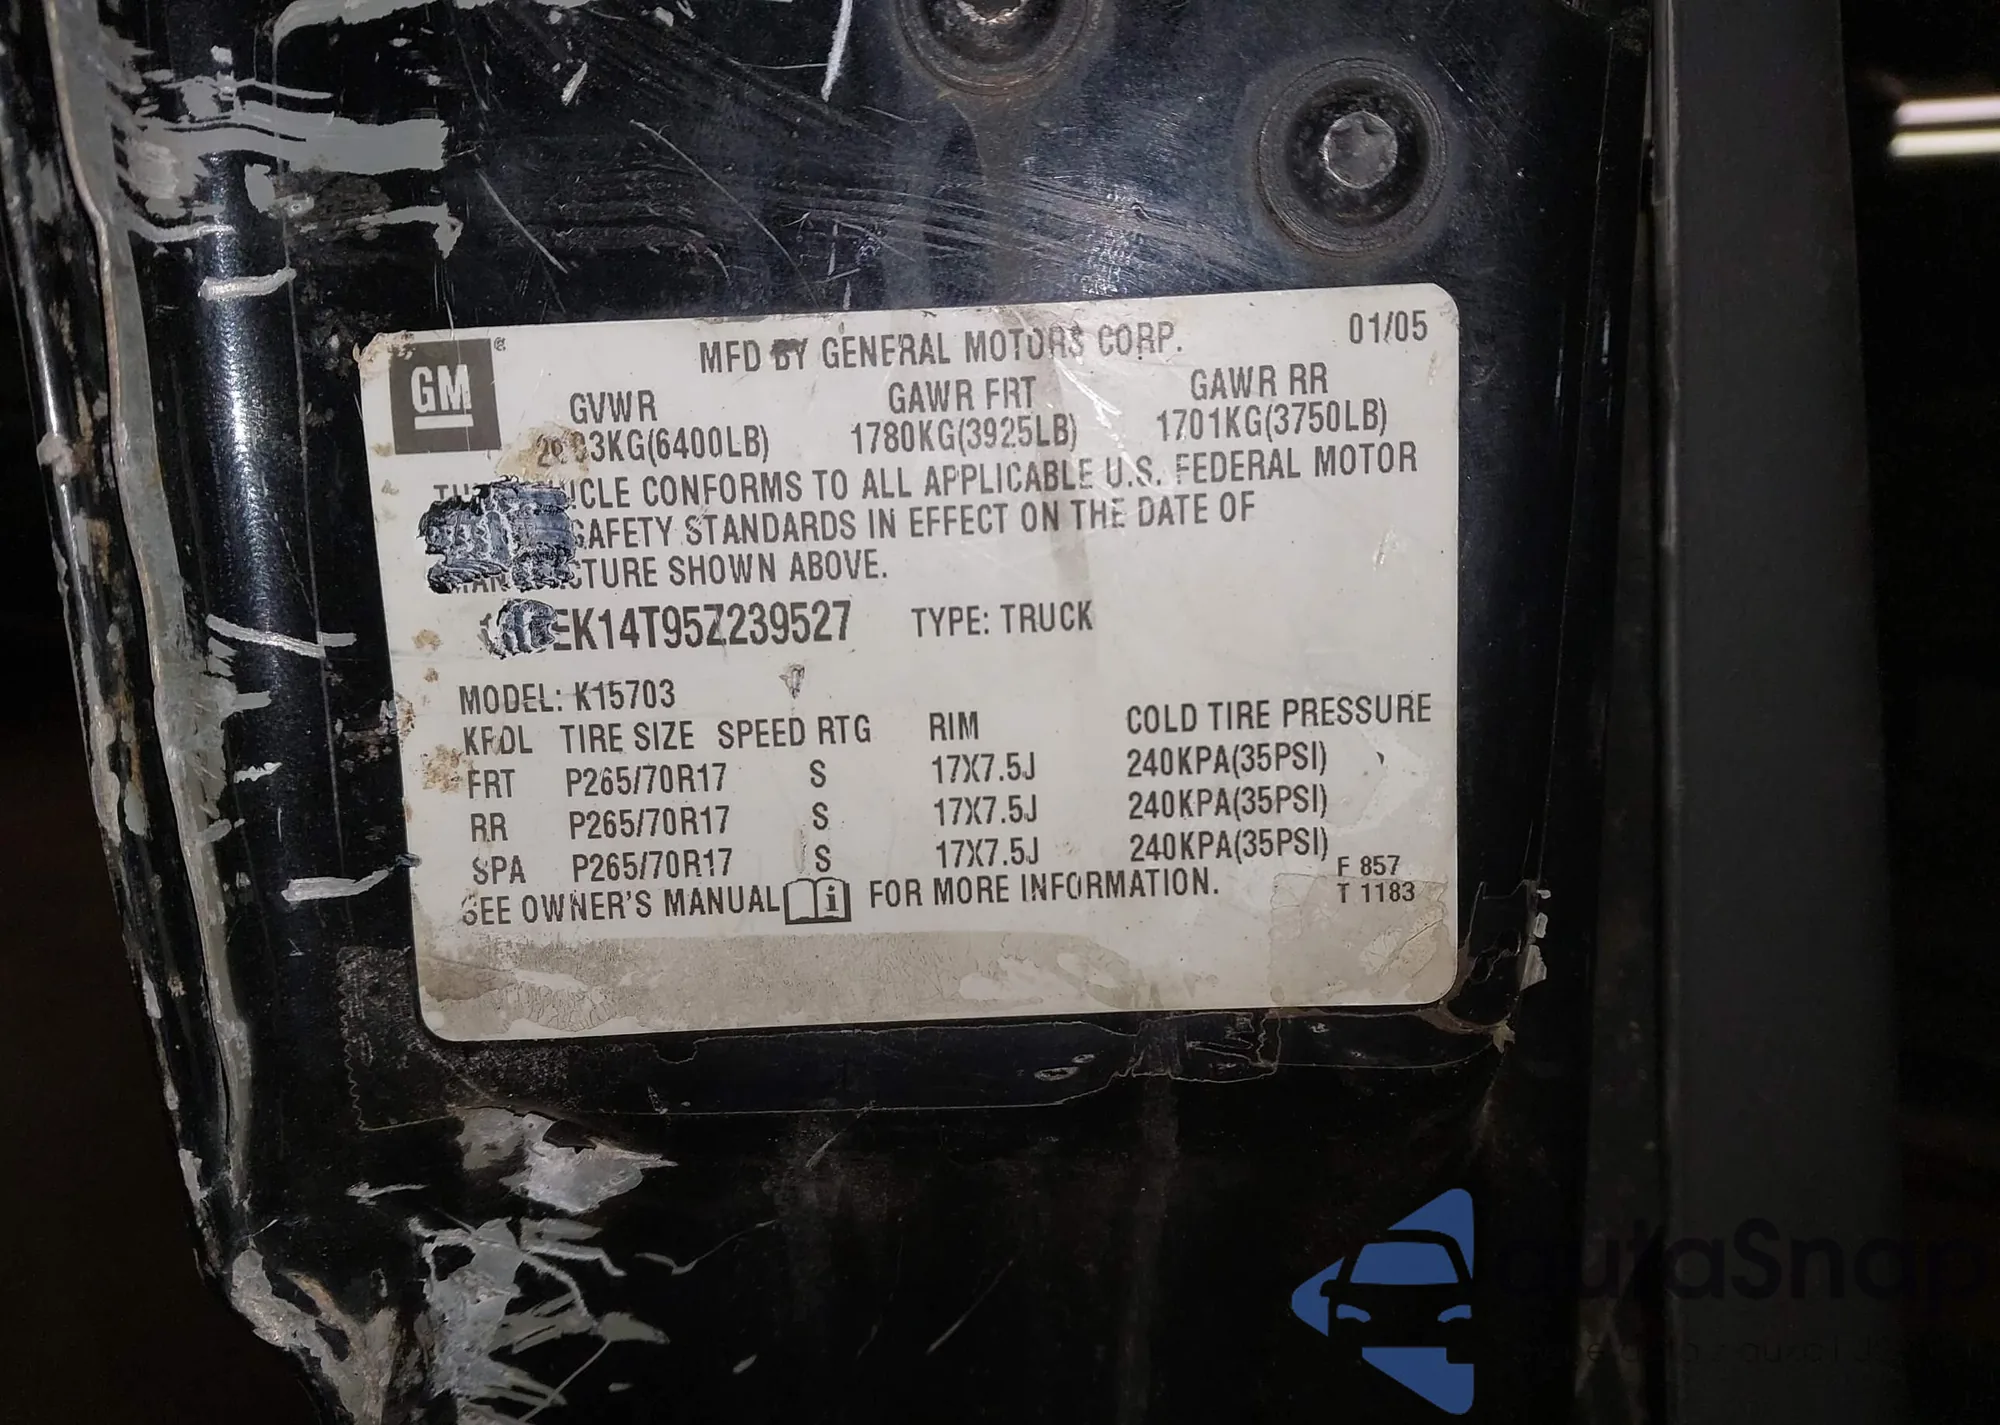 GM
MFD BY GENERAL MOTORS CORP. 01/05
GVWR GAWR FRT GAWR RR
KG(6400LB) 1780KG(3925LB) 1701KG(3750LB)
CONFORMS TO ALL APPLICABLE U.S. FEDERAL MOTOR
SAFETY STANDARDS IN EFFECT ON THE DATE OF
SHOWN ABOVE.
EK14T95Z239527 TYPE: TRUCK
MODEL: K15703
TIRE SIZE SPEED RTG RIM COLD TIRE PRESSURE
FRT P265/70R17 S 17X7.5J 240KPA(35PSI)
RR P265/70R17 S 17X7.5J 240KPA(35PSI)
SPA P265/70R17 S 17X7.5J 240KPA(35PSI)
SEE OWNER'S MANUAL i FOR MORE INFORMATION.
F 857
T 1183
autaSnap